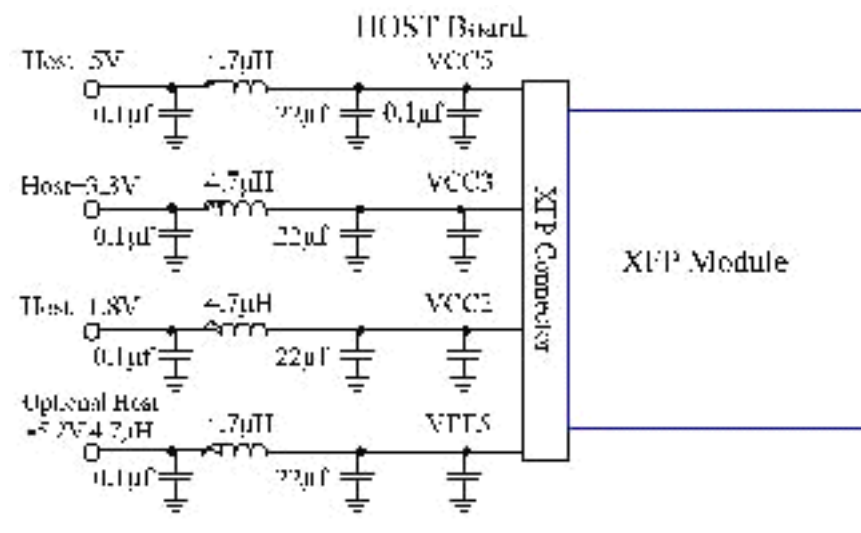 HOST Board
Host 5V 4.7µH VCC5
0.1µf 22µf 0.1µf
Host=3.3V 4.7µH VCC3
0.1µf 22µf
XFP Connector
XFP Module
Host 1.8V 4.7µH VCC2
0.1µf 22µf
Optional Host
4.7µH 4.7µH
0.1µf 22µf